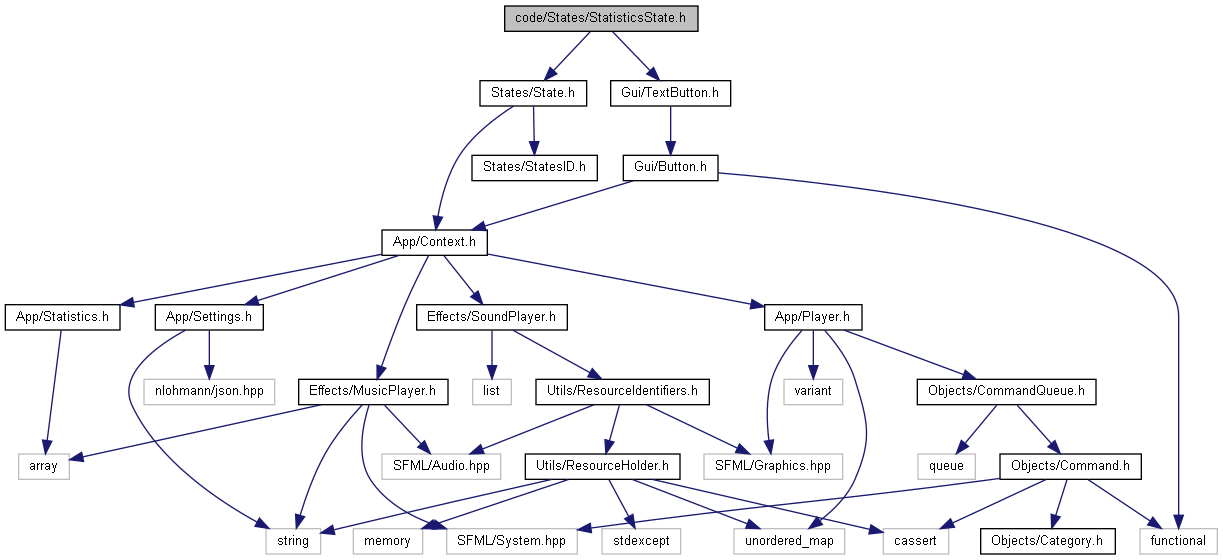 code/States/StatisticsState.h
States/State.h
Gui/TextButton.h
States/StatesID.h
Gui/Button.h
App/Context.h
App/Statistics.h
App/Settings.h
Effects/SoundPlayer.h
App/Player.h
nlohmann/json.hpp
Effects/MusicPlayer.h
list
Utils/ResourceIdentifiers.h
variant
Objects/CommandQueue.h
array
SFML/Audio.hpp
Utils/ResourceHolder.h
SFML/Graphics.hpp
queue
Objects/Command.h
string
memory
SFML/System.hpp
stdexcept
unordered_map
cassert
Objects/Category.h
functional